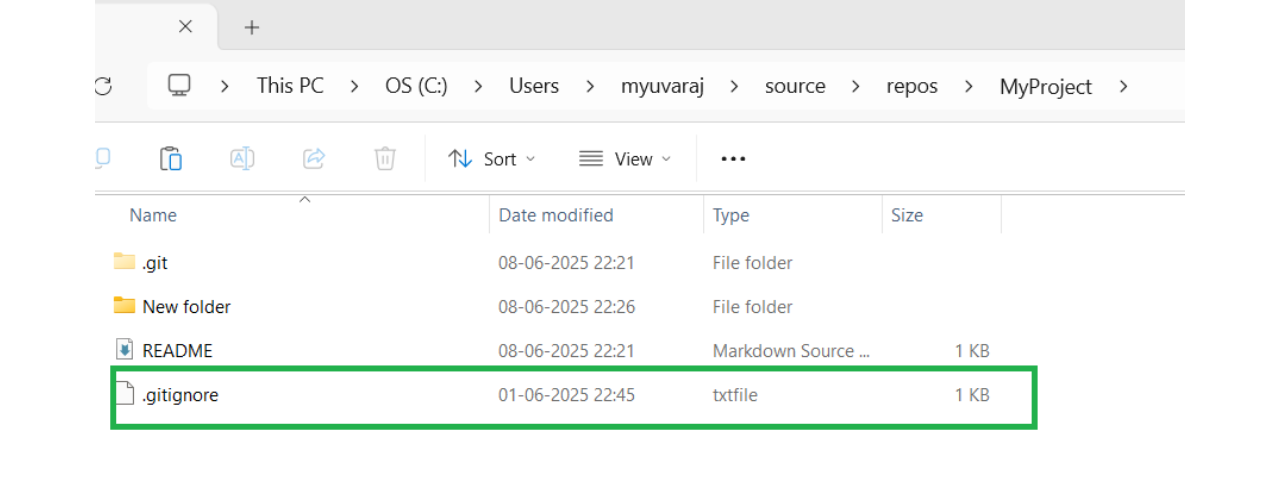 This PC > OS (C:) > Users > myuvaraj > source > repos > MyProject >
Sort View
Name Date modified Type Size
.git 08-06-2025 22:21 File folder
New folder 08-06-2025 22:26 File folder
README 08-06-2025 22:21 Markdown Source ... 1 KB
.gitignore 01-06-2025 22:45 txtfile 1 KB